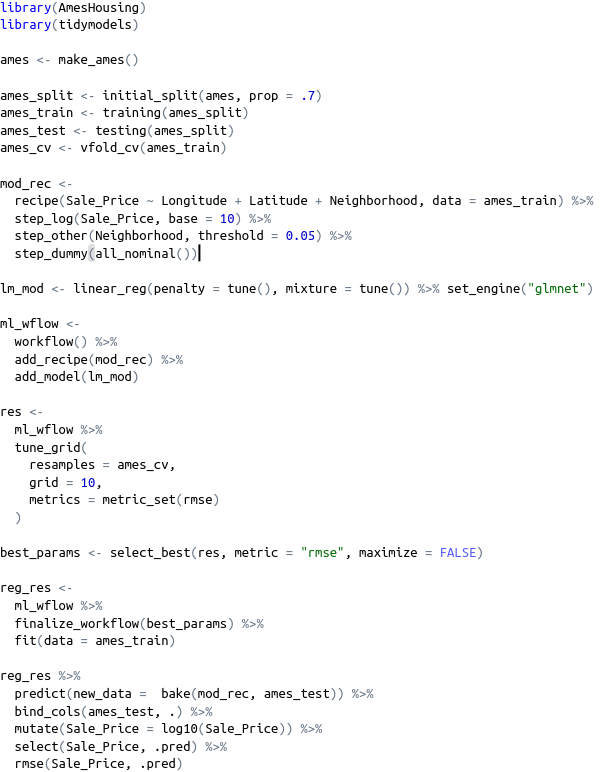 library(AmesHousing)
library(tidymodels)

ames <- make_ames()

ames_split <- initial_split(ames, prop = .7)
ames_train <- training(ames_split)
ames_test <- testing(ames_split)
ames_cv <- vfold_cv(ames_train)

mod_rec <-
  recipe(Sale_Price ~ Longitude + Latitude + Neighborhood, data = ames_train) %>%
  step_log(Sale_Price, base = 10) %>%
  step_other(Neighborhood, threshold = 0.05) %>%
  step_dummy(all_nominal())

lm_mod <- linear_reg(penalty = tune(), mixture = tune()) %>% set_engine("glmnet")

ml_wflow <-
  workflow() %>%
  add_recipe(mod_rec) %>%
  add_model(lm_mod)

res <-
  ml_wflow %>%
  tune_grid(
    resamples = ames_cv,
    grid = 10,
    metrics = metric_set(rmse)
  )

best_params <- select_best(res, metric = "rmse", maximize = FALSE)

reg_res <-
  ml_wflow %>%
  finalize_workflow(best_params) %>%
  fit(data = ames_train)

reg_res %>%
  predict(new_data =  bake(mod_rec, ames_test)) %>%
  bind_cols(ames_test, .) %>%
  mutate(Sale_Price = log10(Sale_Price)) %>%
  select(Sale_Price, .pred) %>%
  rmse(Sale_Price, .pred)